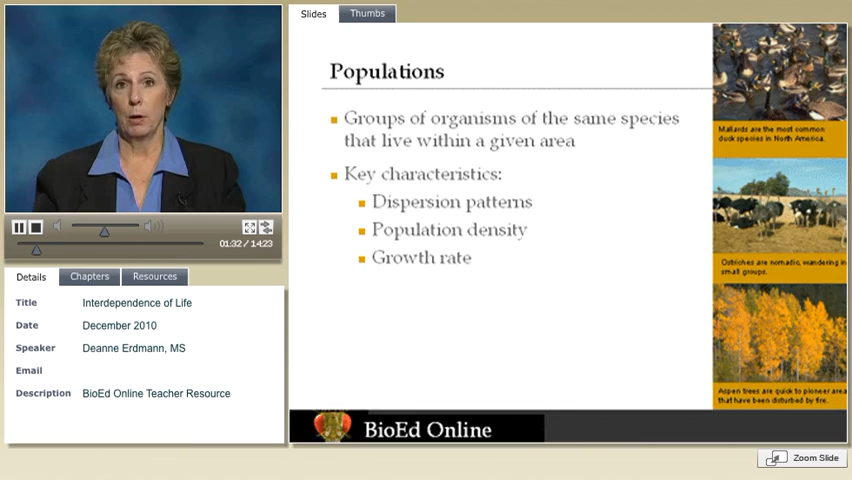 Slides
Thumbs
Populations
Groups of organisms of the same species
that live within a given area
Key characteristics:
Dispersion patterns
Population density
Growth rate
Mallards are the most common
duck species in North America.
Ostriches are nomadic, wandering in
small groups.
Aspen trees are quick to pioneer area
that have been disturbed by fire.
BioEd Online
Zoom Slide
01:32 / 14:23
Details
Chapters
Resources
Title Interdependence of Life
Date December 2010
Speaker Deanne Erdmann, MS
Email
Description BioEd Online Teacher Resource